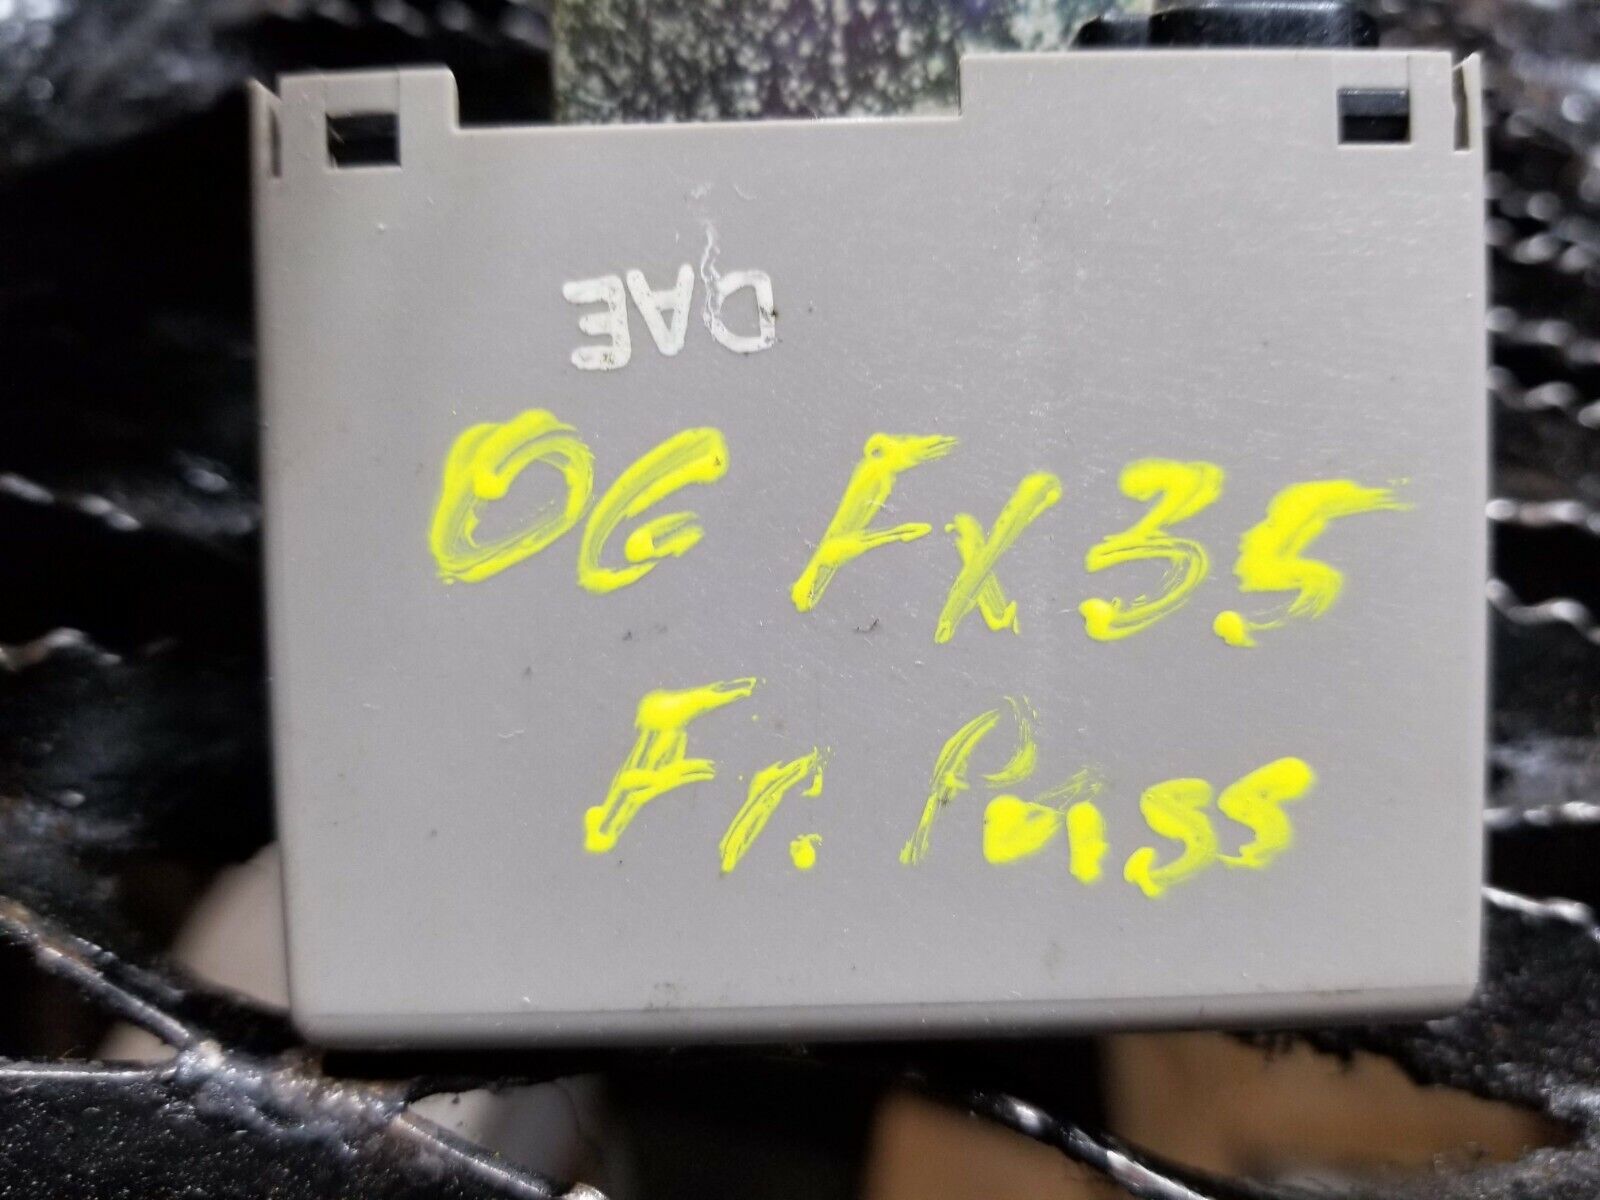 DAE
06 Fx35
Fr. Pass